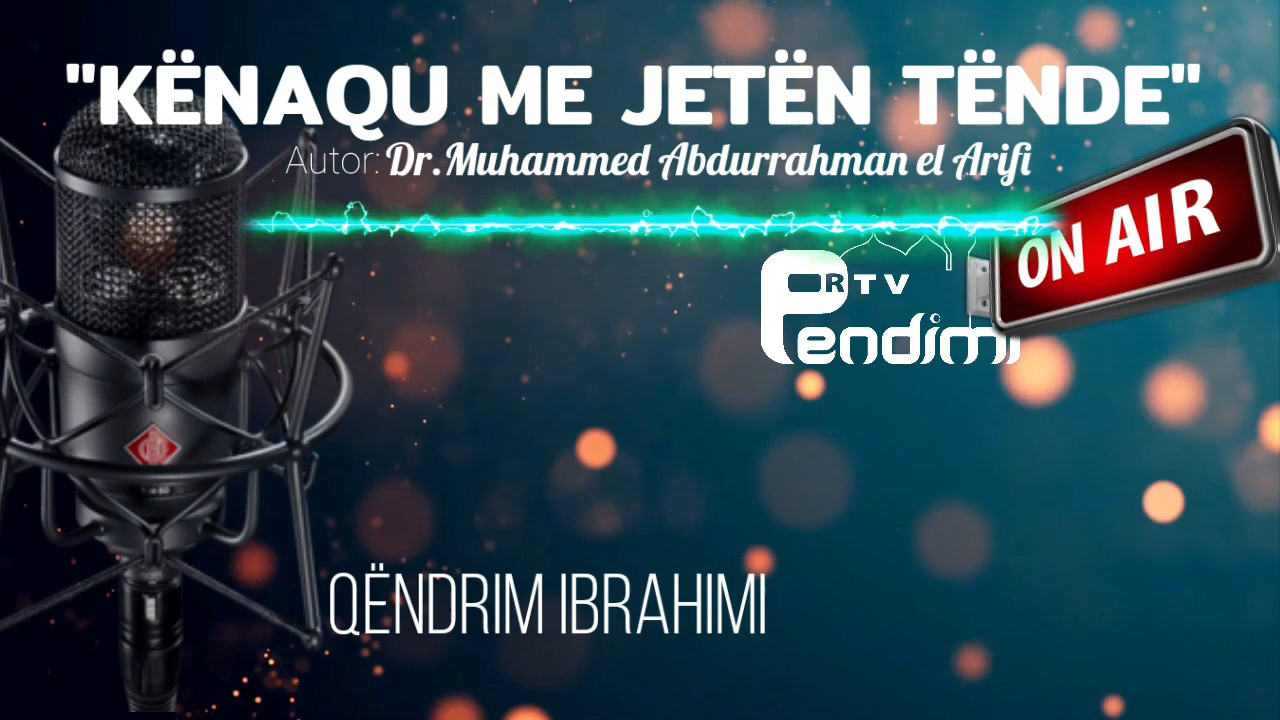 "KËNAQU ME JETËN TËNDE"
Autor: Dr. Muhammed Abdurrahman el Arifi
ON AIR
RTV
Pendimi
QËNDRIM IBRAHIMI